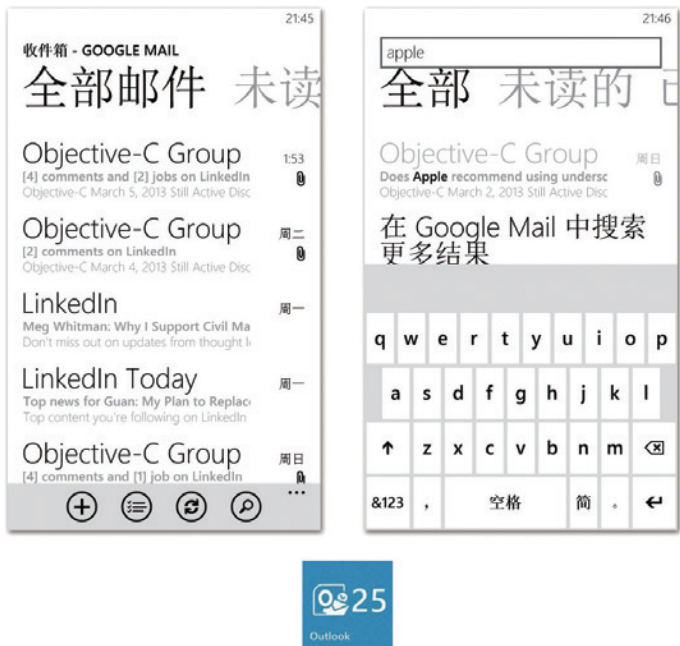 21:45
收件箱 - GOOGLE MAIL
全部邮件 未读
Objective-C Group 1:53
[4] comments and [2] jobs on LinkedIn
Objective-C March 5, 2013 Still Active Disc
Objective-C Group 周二
[2] comments on LinkedIn
Objective-C March 4, 2013 Still Active Disc
LinkedIn 周一
Meg Whitman: Why I Support Civil Ma
Don't miss out on updates from thought l
LinkedIn Today 周一
Top news for Guan: My Plan to Replac
Top content you're following on LinkedIn
Objective-C Group 周日
[4] comments and [1] job on LinkedIn
...
21:46
apple
全部 未读的
Objective-C Group 周日
Does Apple recommend using undersc
Objective-C March 2, 2013 Still Active Disc
在 Google Mail 中搜索
更多结果
q w e r t y u i o p
a s d f g h j k l
z x c v b n m
&123 , 空格 简 。
25
Outlook